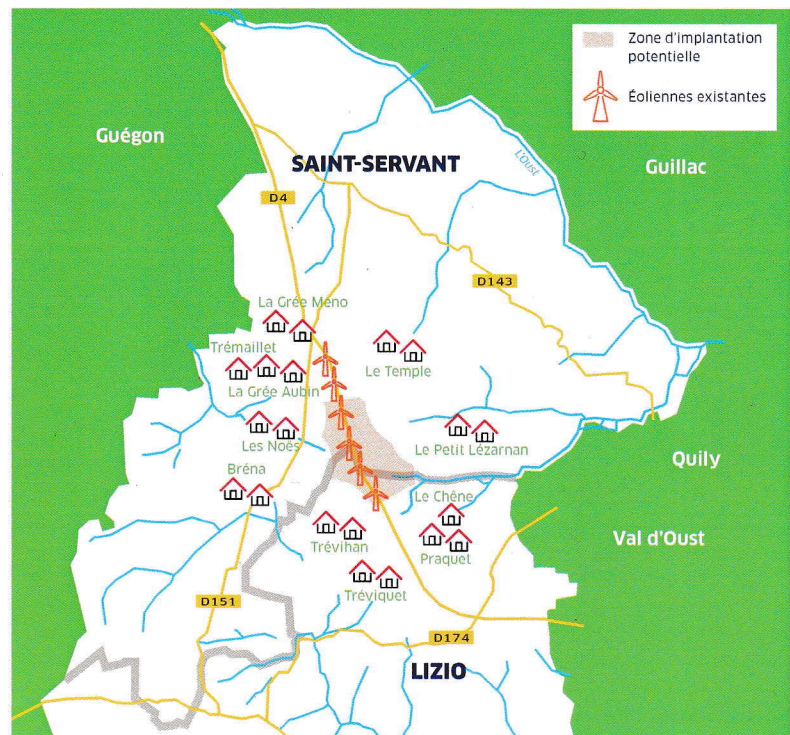 Zone d'implantation
potentielle
Éoliennes existantes
Guégon
SAINT-SERVANT
L'Oust
Guillac
D4
D143
La Grée Méno
Trémaillet
Le Temple
La Grée Aubin
Les Noës
Le Petit Lézarnan
Quily
Bréna
Le Chêne
Trévihan
Praquet
Val d'Oust
Tréviquet
D151
D174
LIZIO